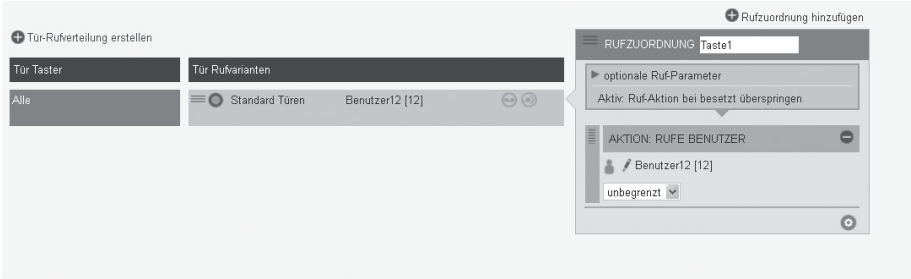 Rufzuordnung hinzufügen
Tür-Rufverteilung erstellen
RUFZUORDNUNG Taste1
Tür Taster
Tür Rufvarianten
optionale Ruf-Parameter
Alle
Standard Türen Benutzer12 [12]
Aktiv: Ruf-Aktion bei besetzt überspringen
AKTION: RUFE BENUTZER
Benutzer12 [12]
unbegrenzt